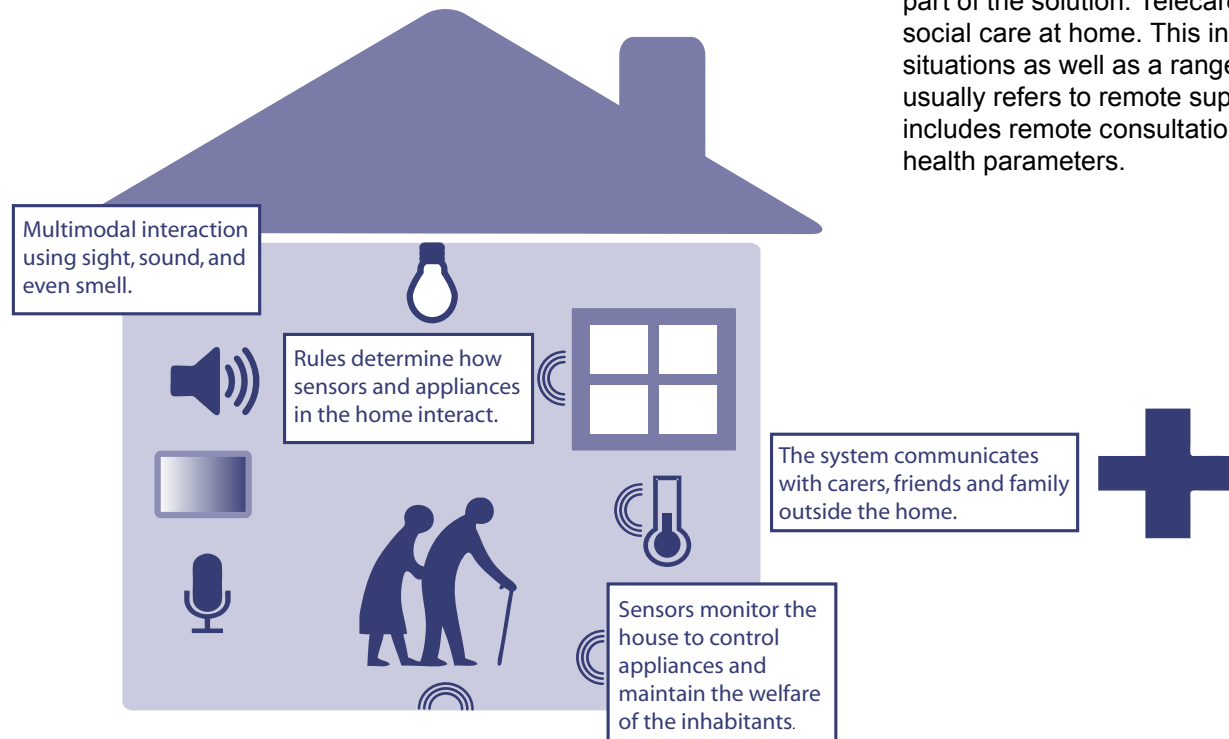 part of the solution. Telecare
social care at home. This in
situations as well as a range
usually refers to remote sup
includes remote consultatio
health parameters.
Multimodal interaction
using sight, sound, and
even smell.
Rules determine how
sensors and appliances
in the home interact.
The system communicates
with carers, friends and family
outside the home.
Sensors monitor the
house to control
appliances and
maintain the welfare
of the inhabitants.